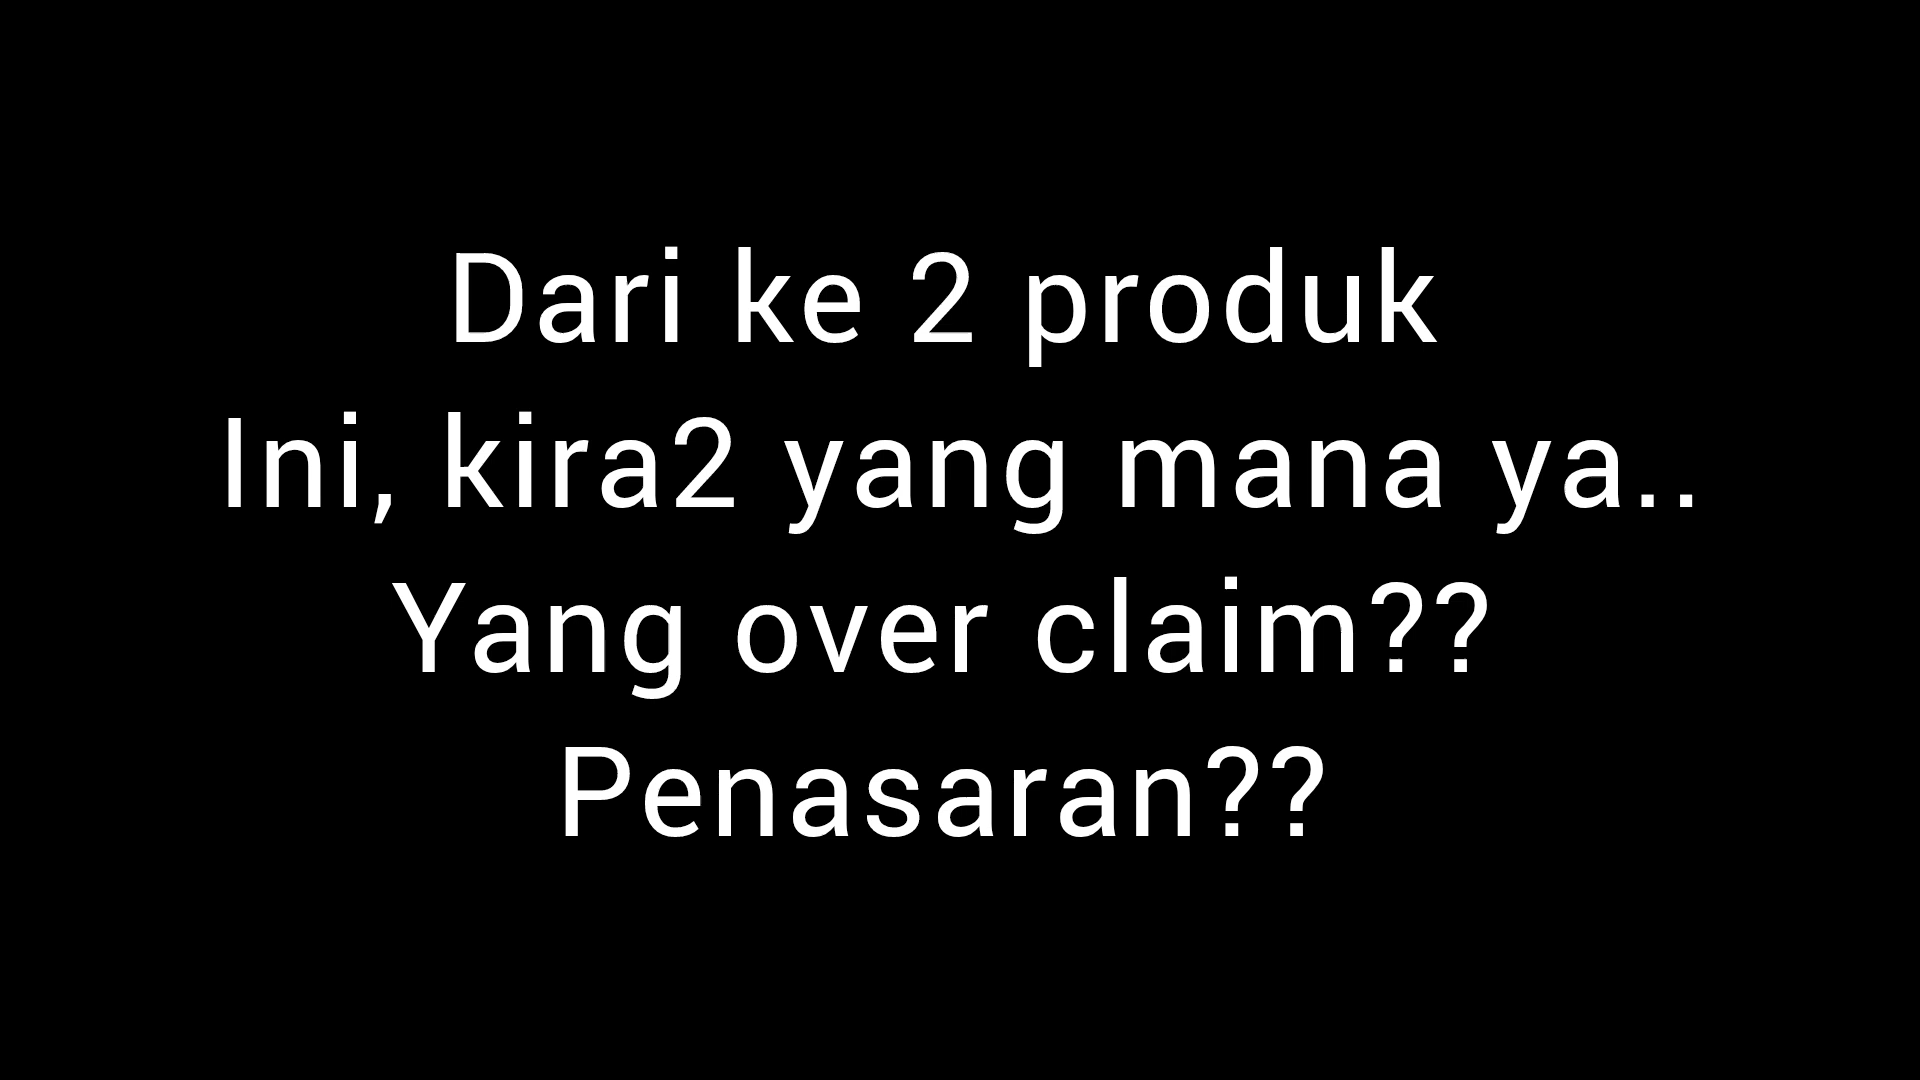 Dari ke 2 produk
Ini, kira2 yang mana ya..
Yang over claim??
Penasaran??